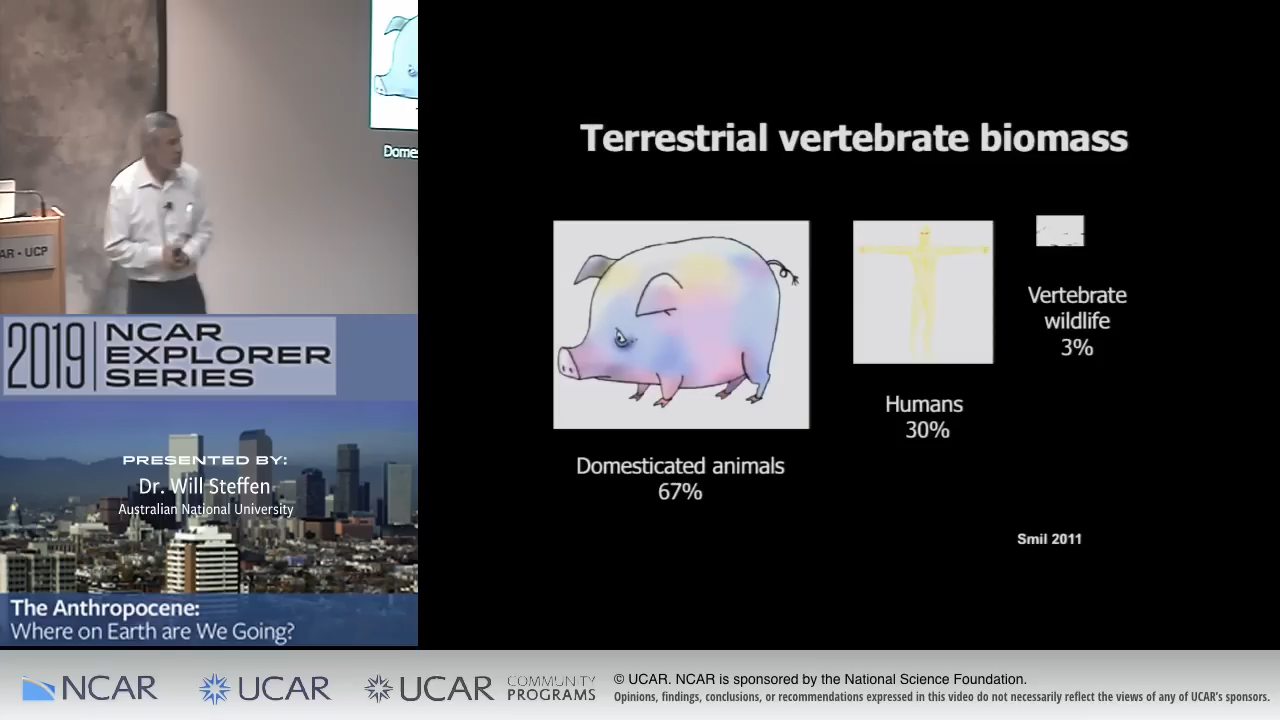 Dome
AR - UCP
2019
NCAR
EXPLORER
SERIES
PRESENTED BY:
Dr. Will Steffen
Australian National University
The Anthropocene:
Where on Earth are We Going?
Terrestrial vertebrate biomass
Domesticated animals
67%
Humans
30%
Vertebrate
wildlife
3%
Smil 2011
NCAR
UCAR
UCAR
COMMUNITY
PROGRAMS
© UCAR. NCAR is sponsored by the National Science Foundation.
Opinions, findings, conclusions, or recommendations expressed in this video do not necessarily reflect the views of any of UCAR's sponsors.